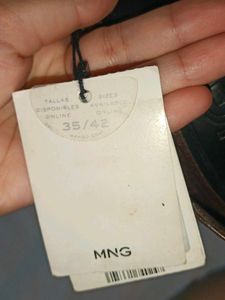 TALLAS
DISPONIBLES
ONLINE
SIZES
AVAILABLE
ONLINE
35/42
MNG